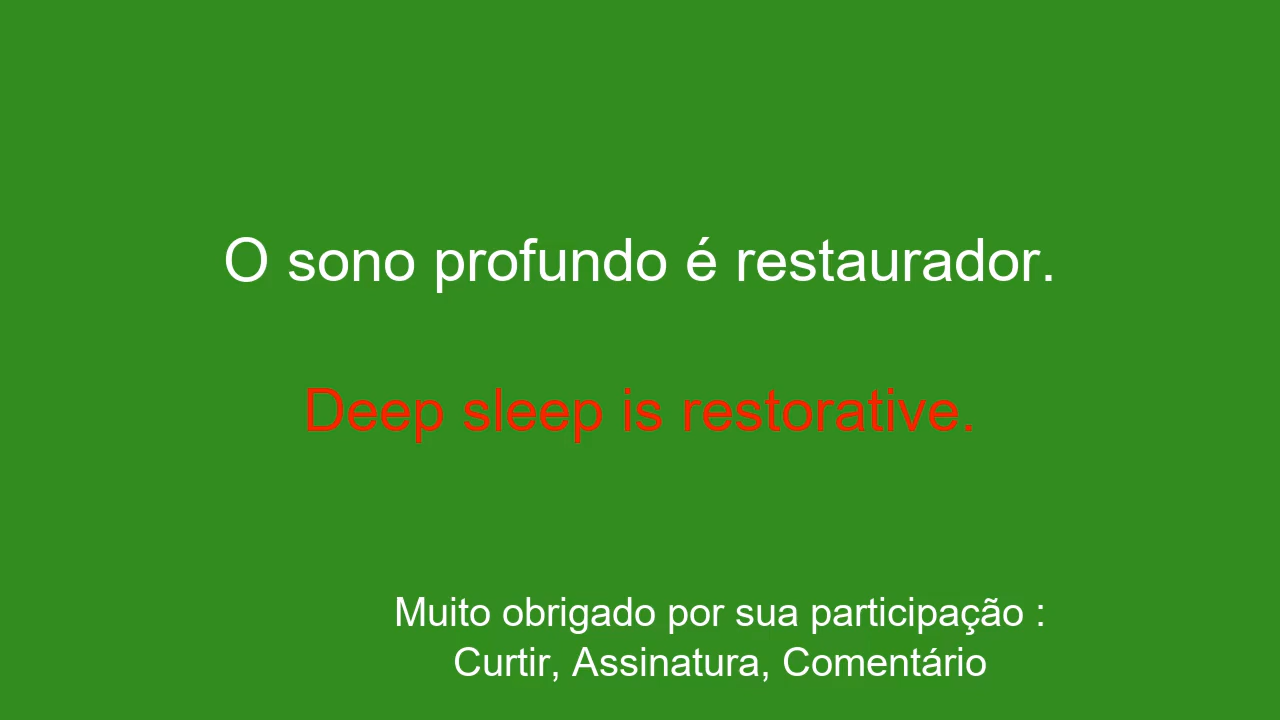 O sono profundo é restaurador.
Deep sleep is restorative.
Muito obrigado por sua participação :
Curtir, Assinatura, Comentário